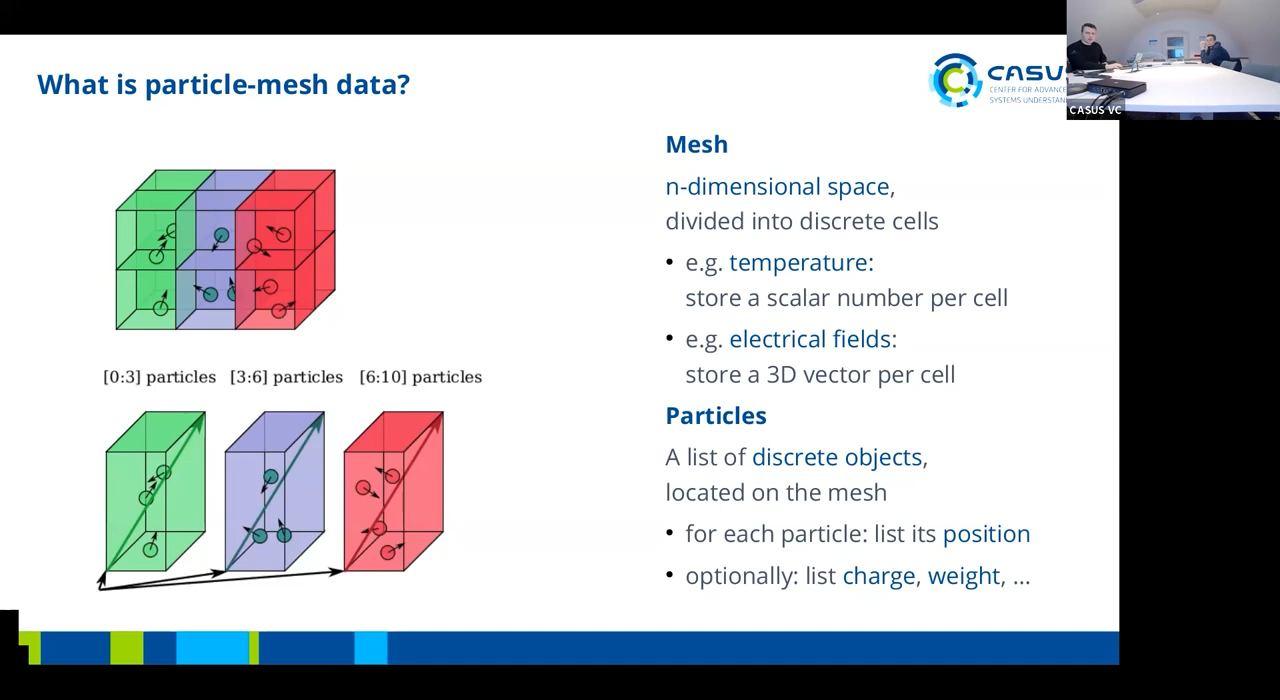 What is particle-mesh data?
CASU
CENTER FOR ADVANCE
SYSTEMS UNDERSTAN
CASUS VC
[0:3] particles [3:6] particles [6:10] particles
Mesh
n-dimensional space,
divided into discrete cells
• e.g. temperature:
store a scalar number per cell
• e.g. electrical fields:
store a 3D vector per cell
Particles
A list of discrete objects,
located on the mesh
• for each particle: list its position
• optionally: list charge, weight, ...